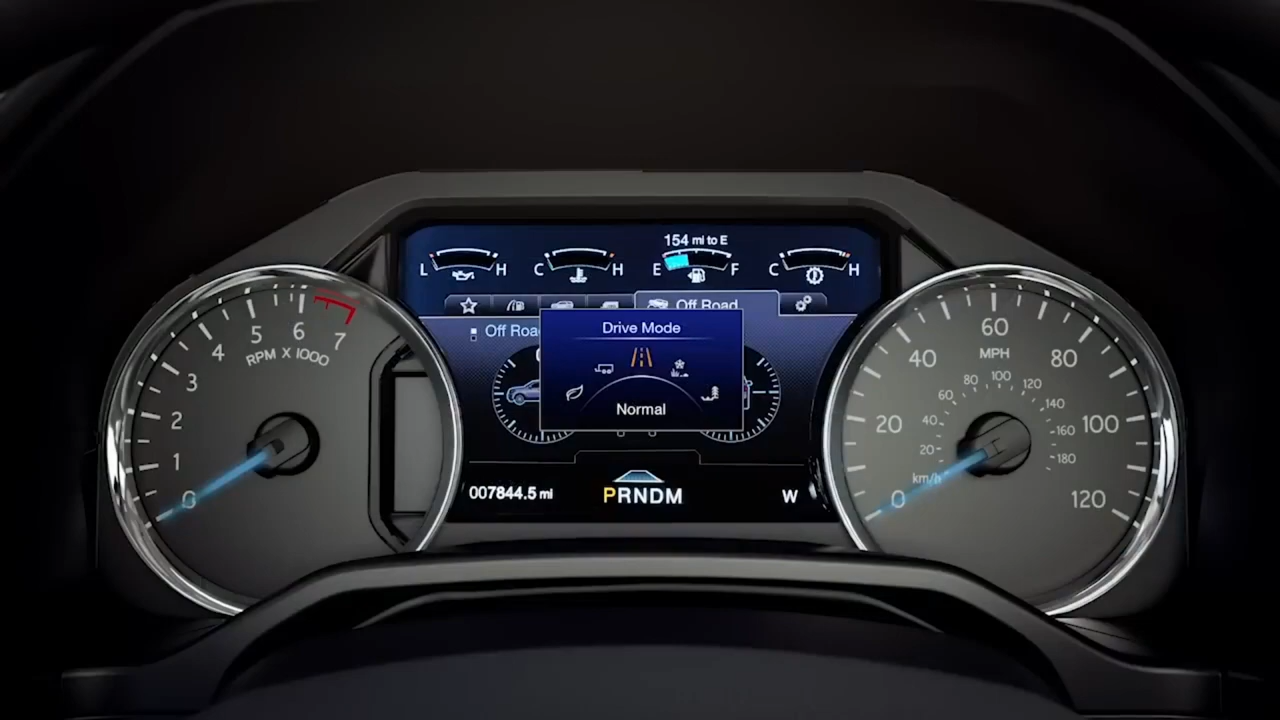 154 mi to E
L H C H E F C H
Off Road
Off Roa
Drive Mode
Normal
007844.5 mi
PRNDM
W
0 1 2 3 4 5 6 7
RPM X 1000
0 20 40 60 80 100 120
MPH
20 40 60 80 100 120 140 160 180
km/h